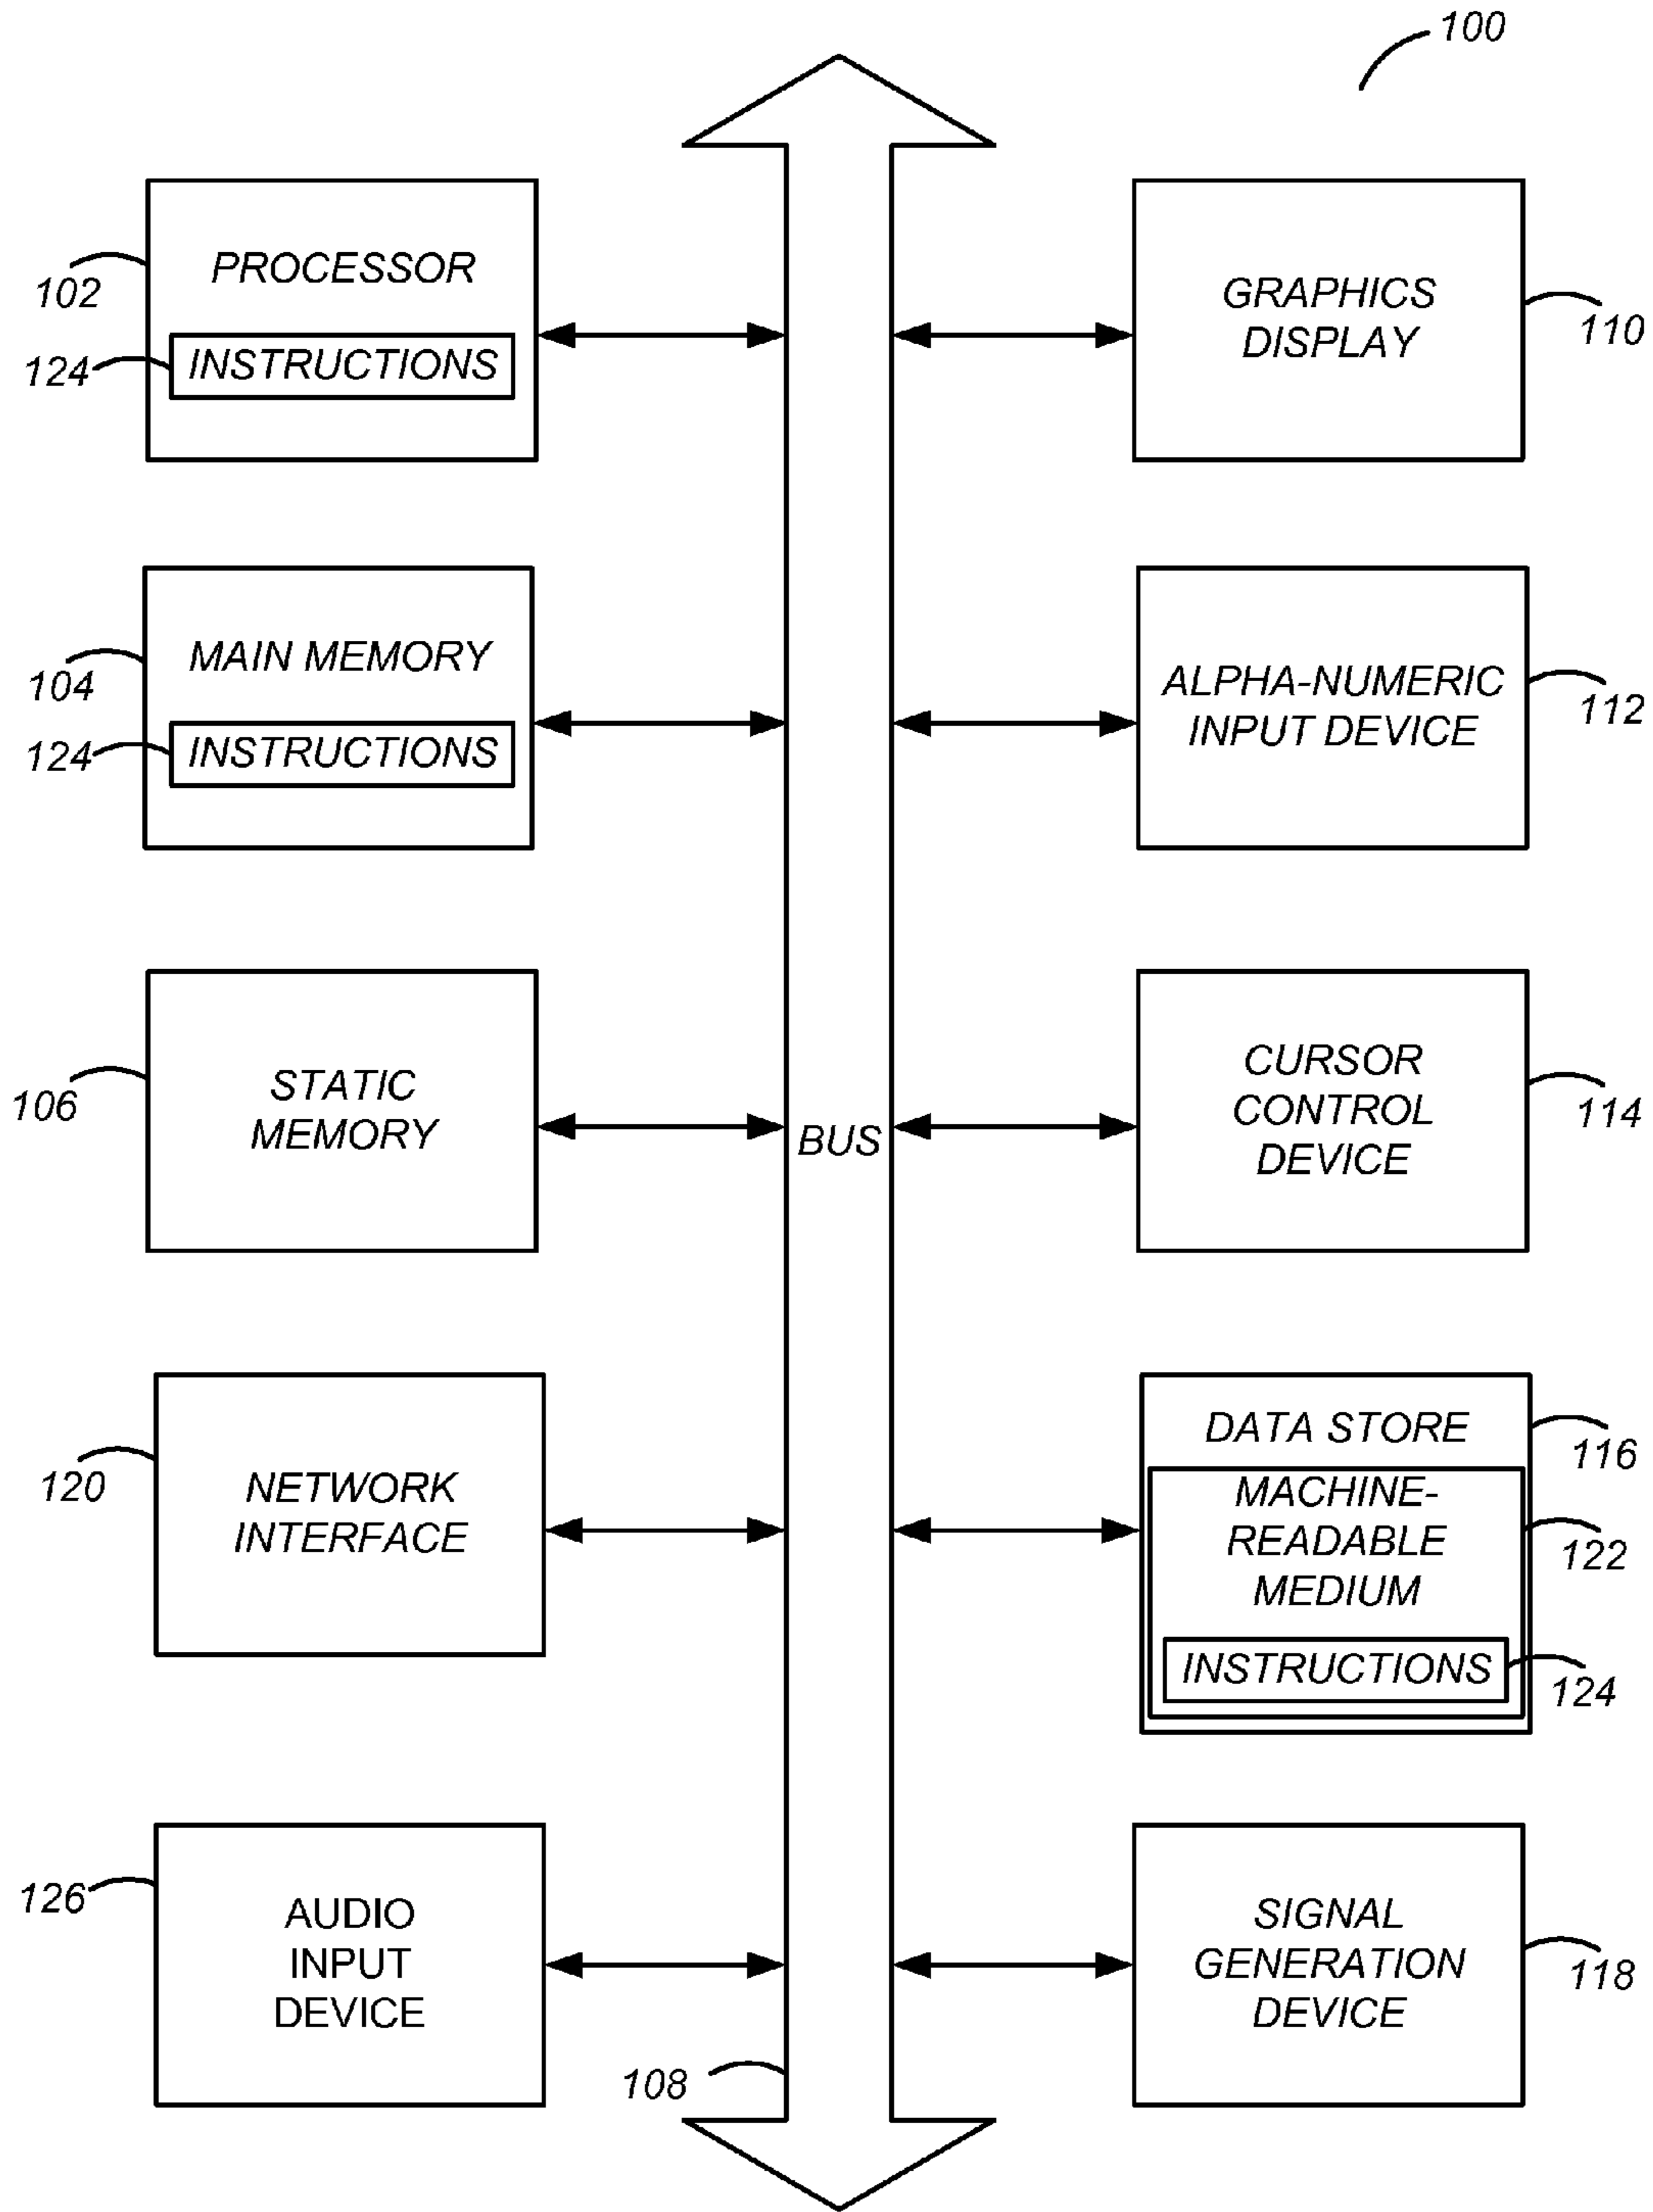 100
PROCESSOR
102
INSTRUCTIONS
124
GRAPHICS
DISPLAY
110
MAIN MEMORY
104
INSTRUCTIONS
124
ALPHA-NUMERIC
INPUT DEVICE
112
STATIC
MEMORY
106
BUS
CURSOR
CONTROL
DEVICE
114
NETWORK
INTERFACE
120
DATA STORE
116
MACHINE-
READABLE
MEDIUM
122
INSTRUCTIONS
124
AUDIO
INPUT
DEVICE
126
108
SIGNAL
GENERATION
DEVICE
118